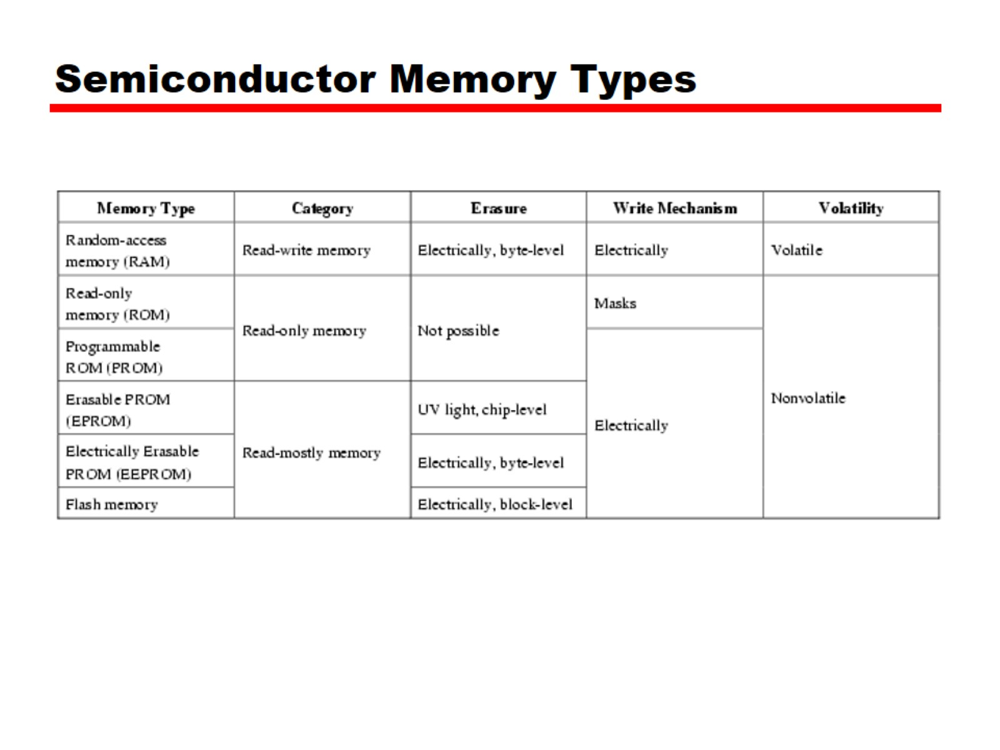 Semiconductor Memory Types
Memory Type Category Erasure Write Mechanism Volatility
Random-access
memory (RAM)
Read-write memory
Electrically, byte-level
Electrically
Volatile
Read-only
memory (ROM)
Read-only memory
Not possible
Masks
Nonvolatile
Programmable
ROM (PROM)
Electrically
Erasable PROM
(EPROM)
Read-mostly memory
UV light, chip-level
Electrically Erasable
PROM (EEPROM)
Electrically, byte-level
Flash memory
Electrically, block-level